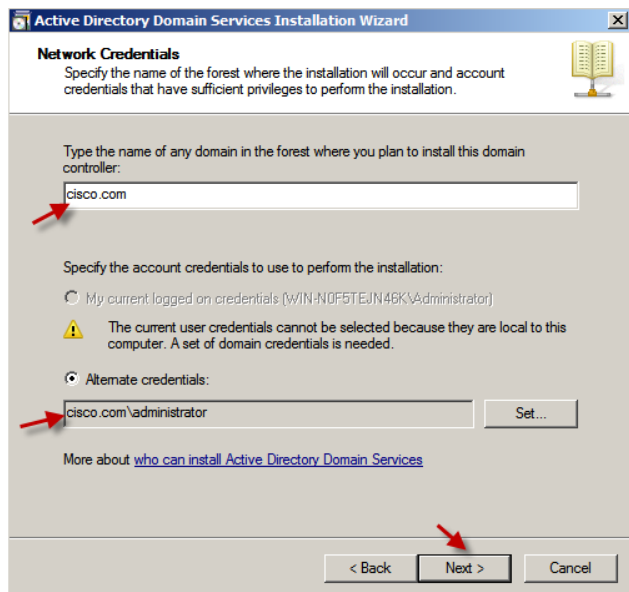 Active Directory Domain Services Installation Wizard
Network Credentials
Specify the name of the forest where the installation will occur and account
credentials that have sufficient privileges to perform the installation.
Type the name of any domain in the forest where you plan to install this domain
controller:
cisco.com
Specify the account credentials to use to perform the installation:
My current logged on credentials (WIN-N0F5TEJN46K\Administrator)
The current user credentials cannot be selected because they are local to this
computer. A set of domain credentials is needed.
Alternate credentials:
cisco.com\administrator
Set...
More about who can install Active Directory Domain Services
< Back
Next >
Cancel